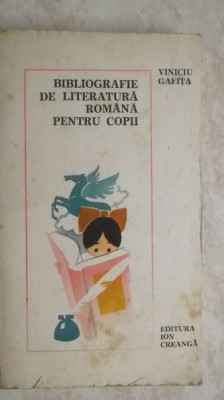 VINICIU
GAFIȚA
BIBLIOGRAFIE
DE LITERATURĂ
ROMÂNĂ
PENTRU COPII
EDITURA
ION
CREANGĂ